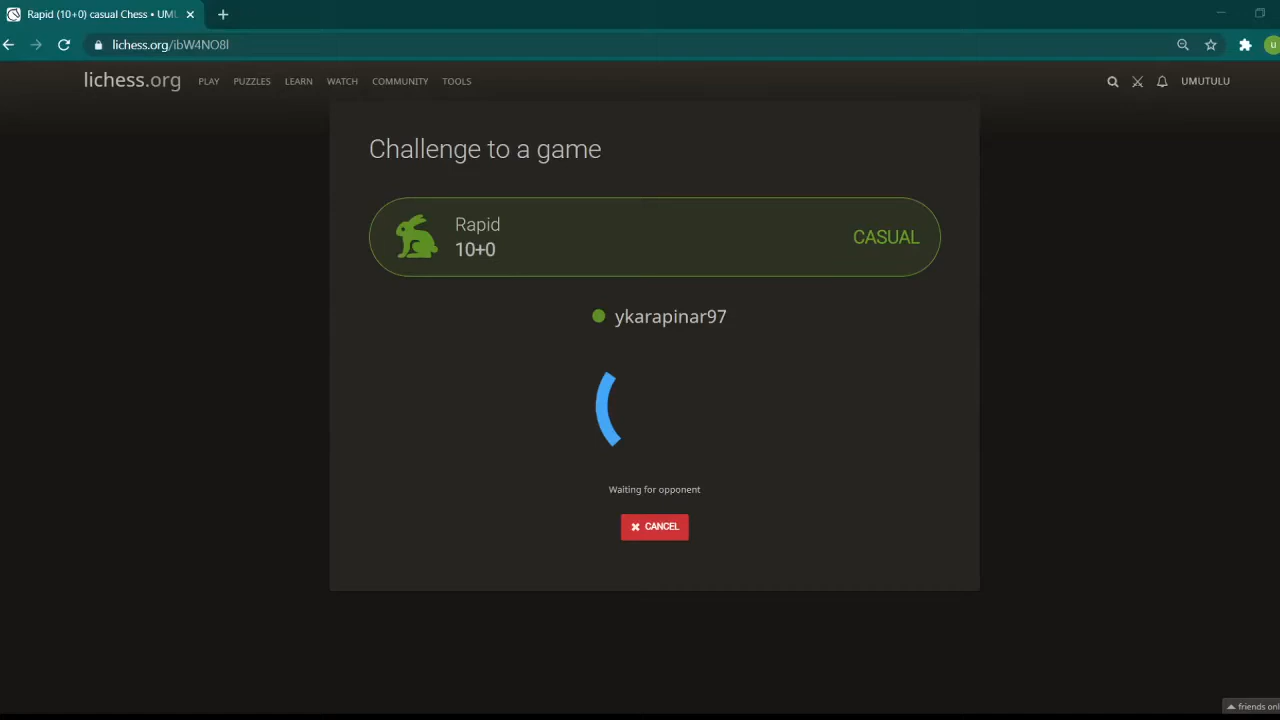 Rapid (10+0) casual Chess • UML
lichess.org/ibW4NO8l
u
lichess.org PLAY PUZZLES LEARN WATCH COMMUNITY TOOLS UMUTULU
Challenge to a game
Rapid
10+0
CASUAL
ykarapinar97
Waiting for opponent
CANCEL
friends onl